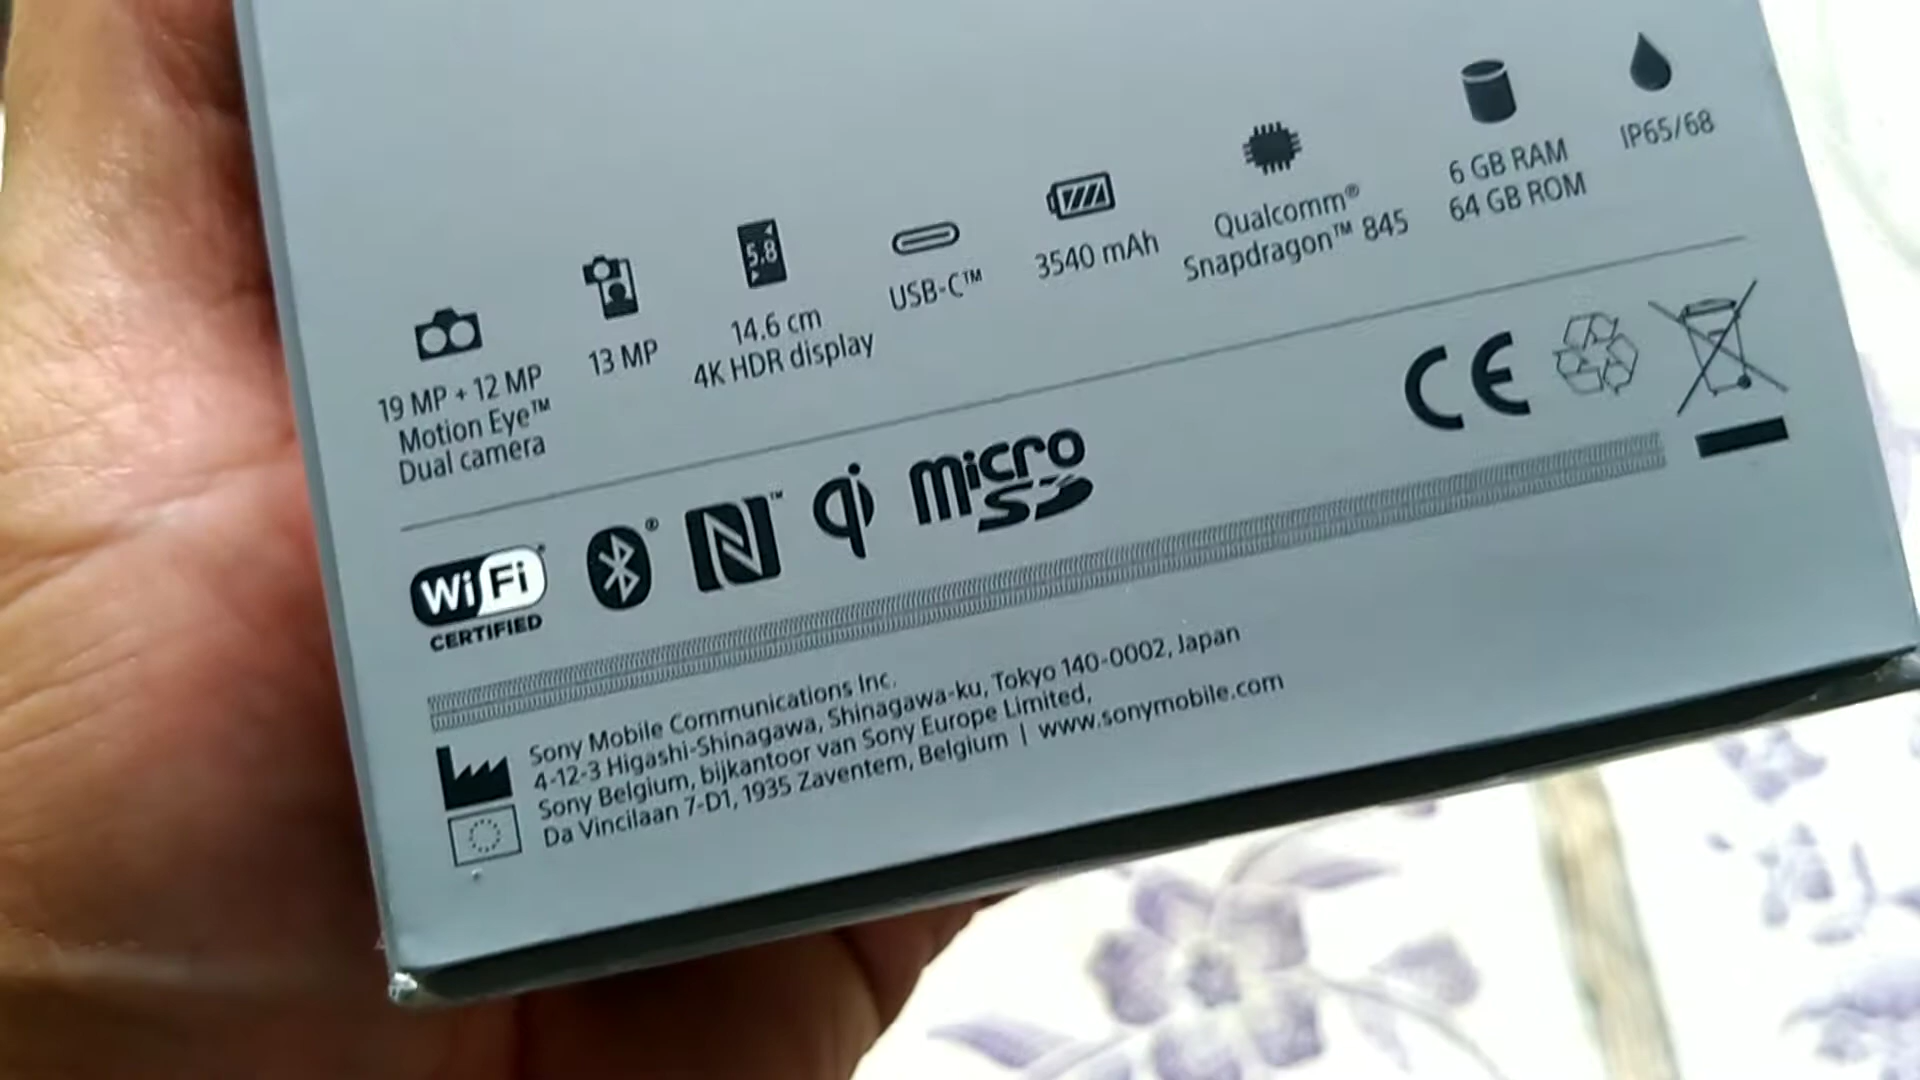 19 MP + 12 MP
Motion Eye™
Dual camera
13 MP
5.8
14.6 cm
4K HDR display
USB-C™
3540 mAh
Qualcomm®
Snapdragon™ 845
6 GB RAM
64 GB ROM
IP65/68
WiFi
CERTIFIED
®
N™
qi
micro
SD
CE
Sony Mobile Communications Inc.
4-12-3 Higashi-Shinagawa, Shinagawa-ku, Tokyo 140-0002, Japan
Sony Belgium, bijkantoor van Sony Europe Limited,
Da Vincilaan 7-D1, 1935 Zaventem, Belgium | www.sonymobile.com